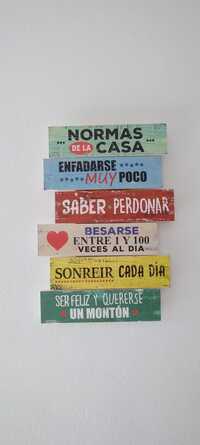 ... NORMAS ...
DE LA CASA
ENFADARSE
MUY POCO
SABER PERDONAR
BESARSE
ENTRE 1 Y 100
VECES AL DIA
SONREIR CADA DÍA
SER FELIZ Y QUERERSE
UN MONTÓN